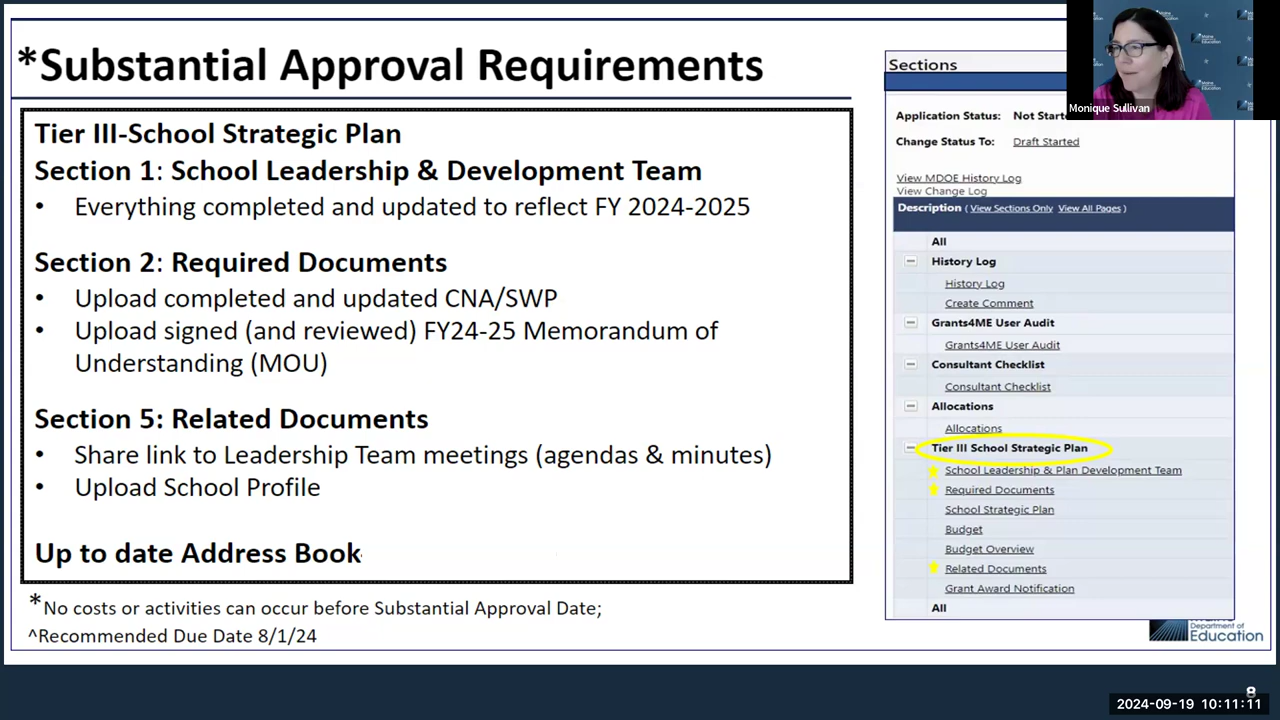 *Substantial Approval Requirements
Tier III-School Strategic Plan
Section 1: School Leadership & Development Team
• Everything completed and updated to reflect FY 2024-2025
Section 2: Required Documents
• Upload completed and updated CNA/SWP
• Upload signed (and reviewed) FY24-25 Memorandum of
Understanding (MOU)
Section 5: Related Documents
• Share link to Leadership Team meetings (agendas & minutes)
• Upload School Profile
Up to date Address Book
*No costs or activities can occur before Substantial Approval Date;
^Recommended Due Date 8/1/24
Sections
Application Status: Not Start
Change Status To: Draft Started
View MDOE History Log
View Change Log
Description ( View Sections Only View All Pages )
All
History Log
History Log
Create Comment
Grants4ME User Audit
Grants4ME User Audit
Consultant Checklist
Consultant Checklist
Allocations
Allocations
Tier III School Strategic Plan
School Leadership & Plan Development Team
Required Documents
School Strategic Plan
Budget
Budget Overview
Related Documents
Grant Award Notification
All
Monique Sullivan
Department of
Education
8
2024-09-19 10:11:11